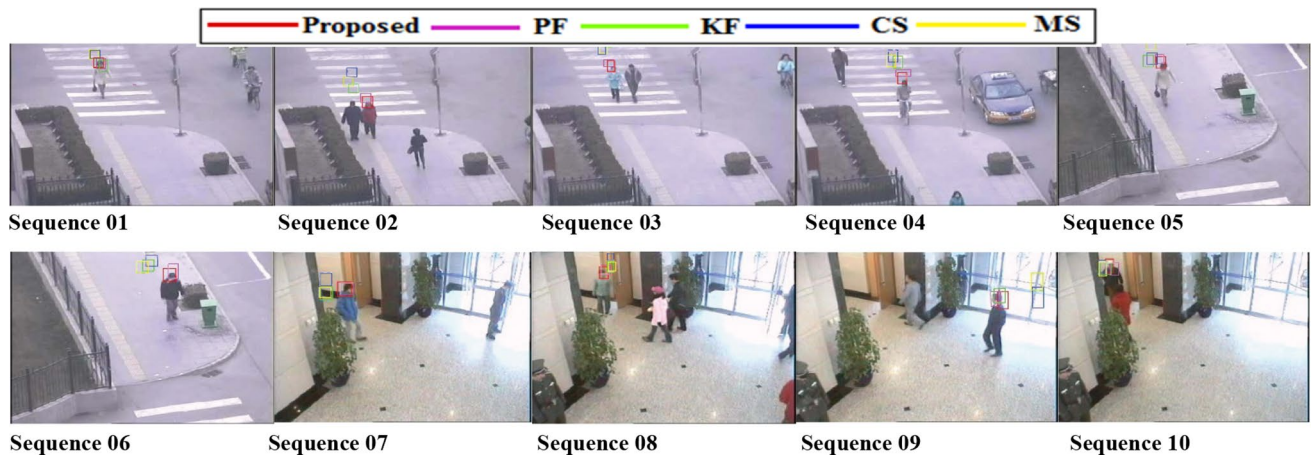 Proposed PF KF CS MS
Sequence 01 Sequence 02 Sequence 03 Sequence 04 Sequence 05
Sequence 06 Sequence 07 Sequence 08 Sequence 09 Sequence 10